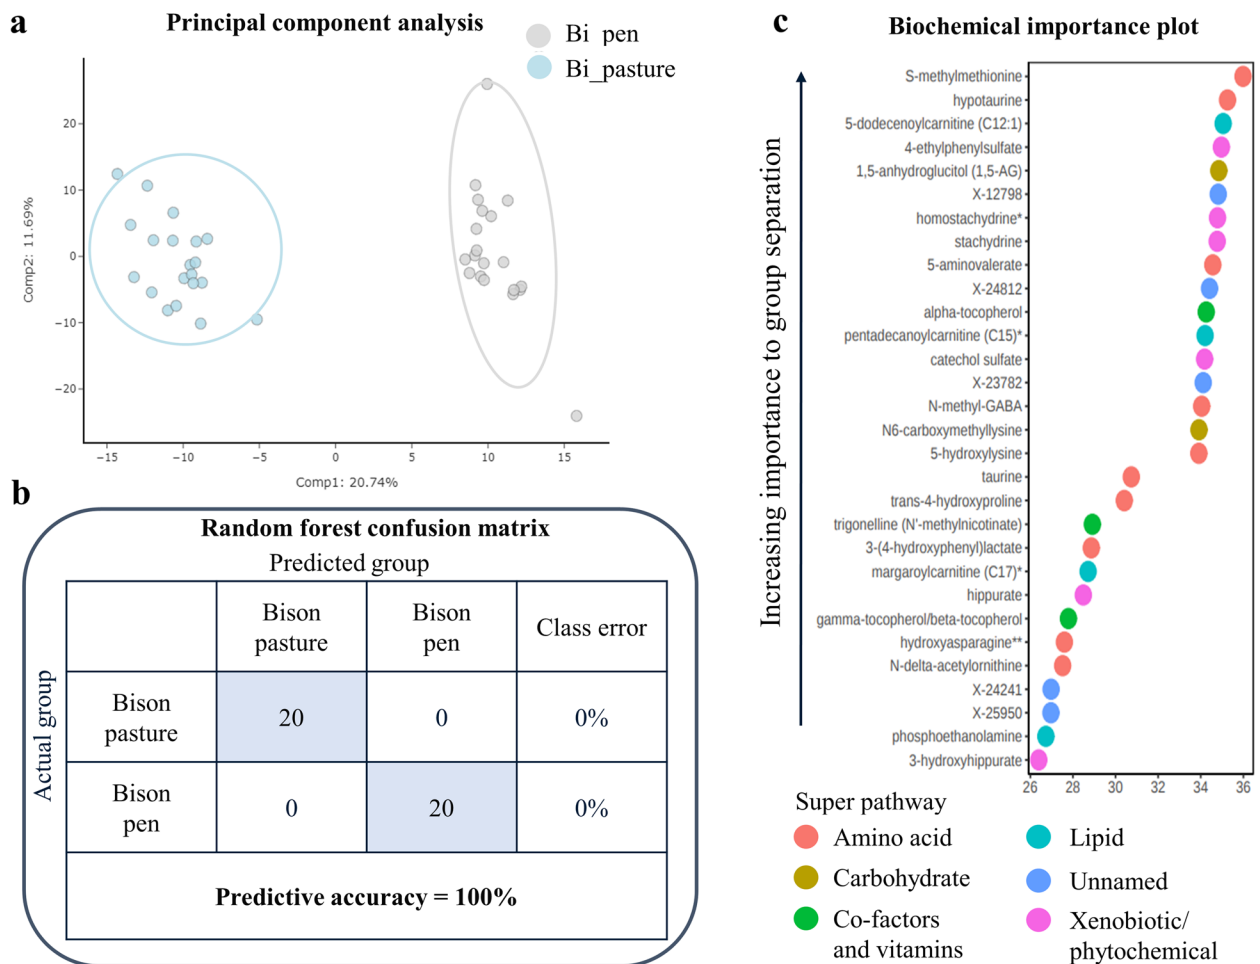 a
Principal component analysis
Bi_pen
Bi_pasture
20
10
0
−10
−20
Comp2: 11.69%
−15
−10
−5
0
5
10
15
Comp1: 20.74%
b
Random forest confusion matrix
Predicted group
Actual group
Bison
pasture
Bison
pen
Class error
Bison
pasture
20
0
0%
Bison
pen
0
20
0%
Predictive accuracy = 100%
c
Biochemical importance plot
Increasing importance to group separation
S-methylmethionine
hypotaurine
5-dodecenoylcarnitine (C12:1)
4-ethylphenylsulfate
1,5-anhydroglucitol (1,5-AG)
X-12798
homostachydrine*
stachydrine
5-aminovalerate
X-24812
alpha-tocopherol
pentadecanoylcarnitine (C15)*
catechol sulfate
X-23782
N-methyl-GABA
N6-carboxymethyllysine
5-hydroxylysine
taurine
trans-4-hydroxyproline
trigonelline (N'-methylnicotinate)
3-(4-hydroxyphenyl)lactate
margaroylcarnitine (C17)*
hippurate
gamma-tocopherol/beta-tocopherol
hydroxyasparagine**
N-delta-acetylornithine
X-24241
X-25950
phosphoethanolamine
3-hydroxyhippurate
26
28
30
32
34
36
Super pathway
Amino acid
Carbohydrate
Co-factors
and vitamins
Lipid
Unnamed
Xenobiotic/
phytochemical